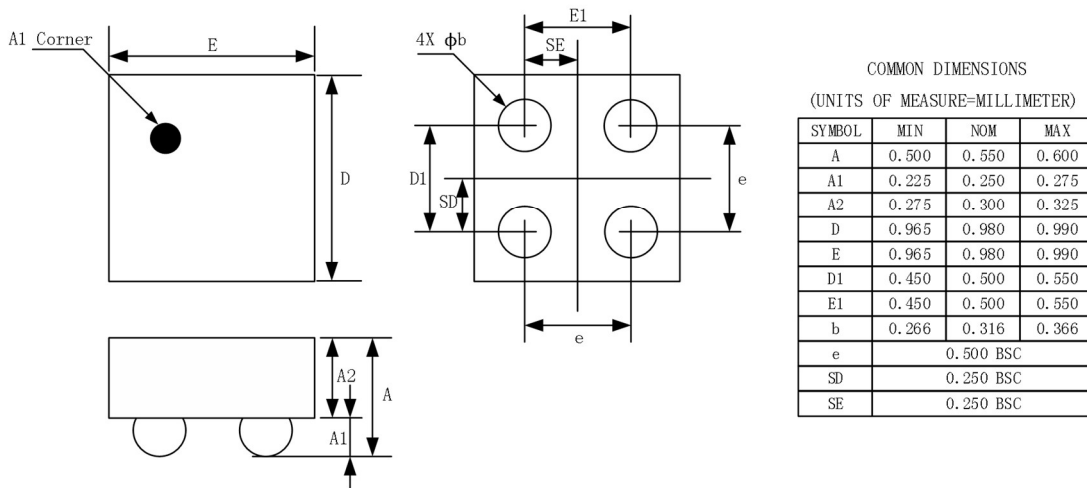 A1 Corner
E
D
A2
A
A1
4X ϕb
E1
SE
D1
SD
e
e
COMMON DIMENSIONS
(UNITS OF MEASURE=MILLIMETER)
SYMBOL MIN NOM MAX
A 0.500 0.550 0.600
A1 0.225 0.250 0.275
A2 0.275 0.300 0.325
D 0.965 0.980 0.990
E 0.965 0.980 0.990
D1 0.450 0.500 0.550
E1 0.450 0.500 0.550
b 0.266 0.316 0.366
e 0.500 BSC
SD 0.250 BSC
SE 0.250 BSC